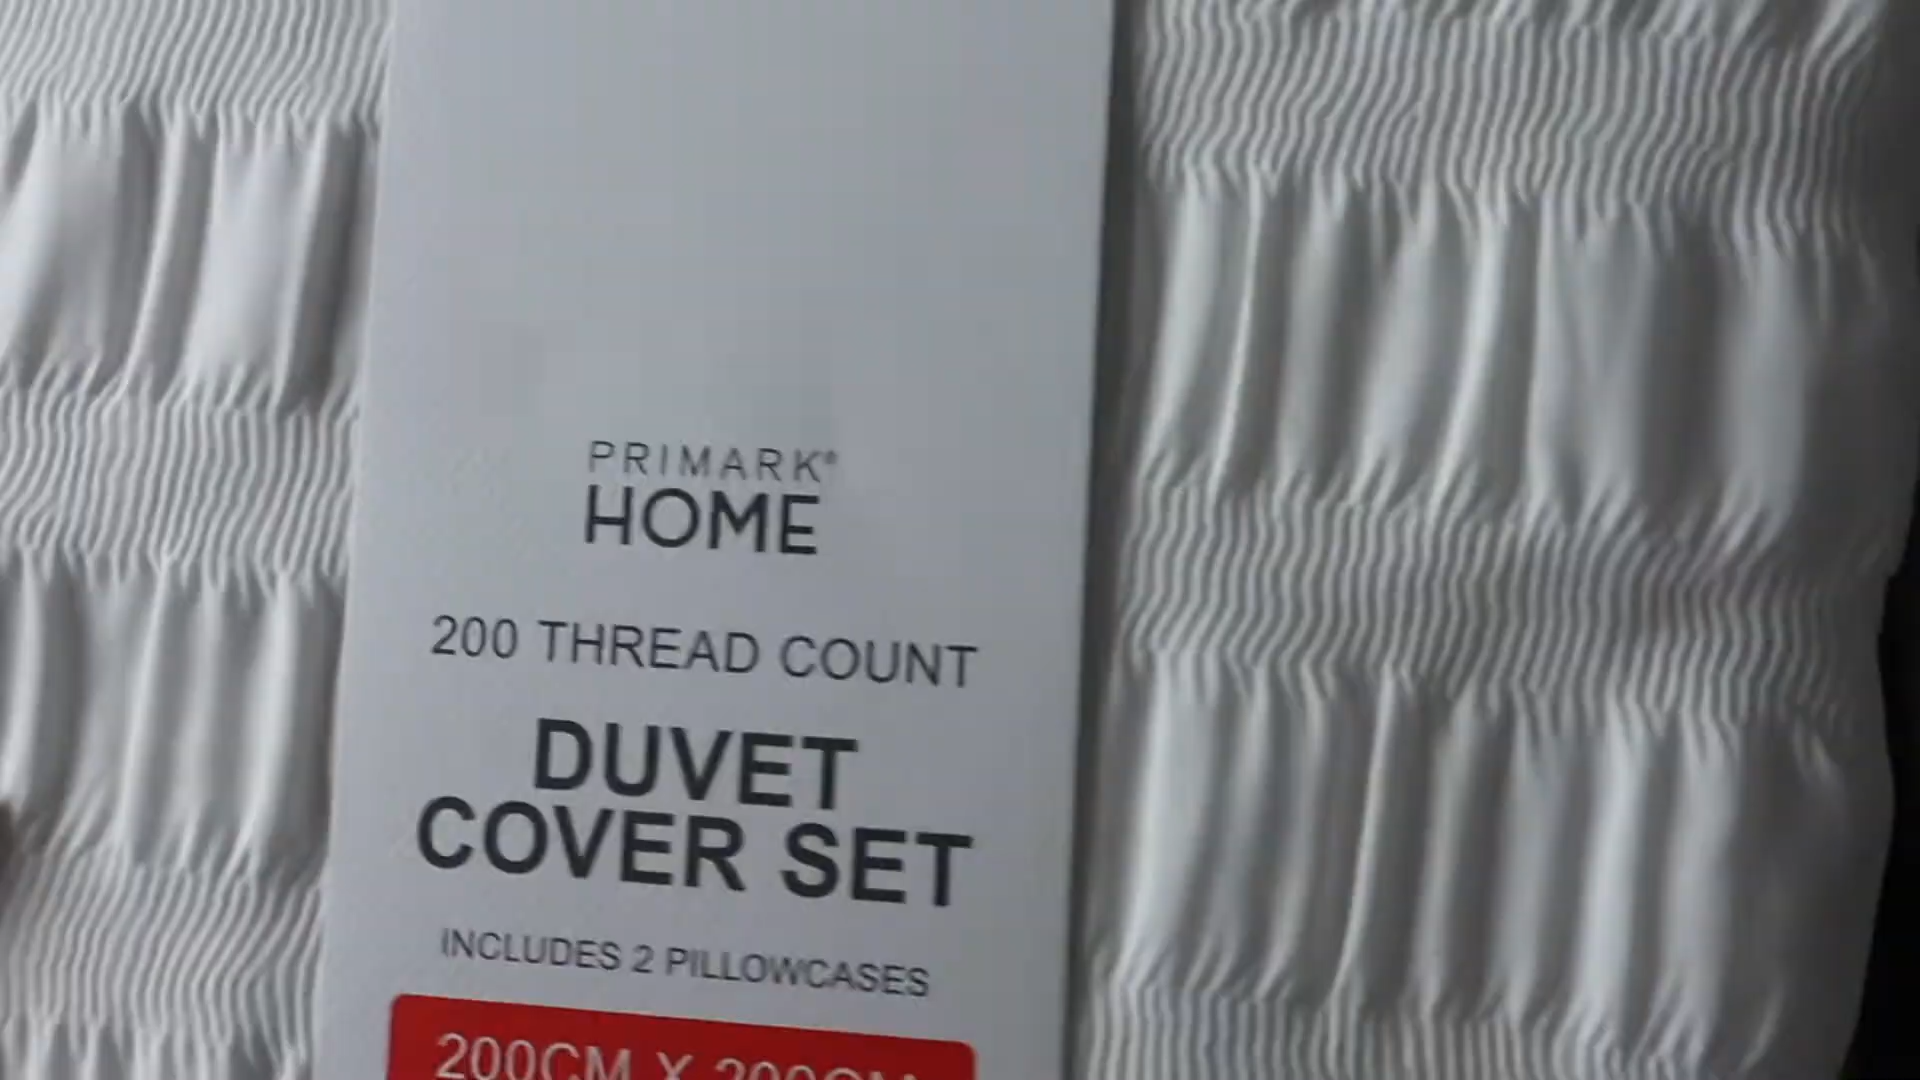 PRIMARK®
HOME
200 THREAD COUNT
DUVET
COVER SET
INCLUDES 2 PILLOWCASES
200CM X 200CM